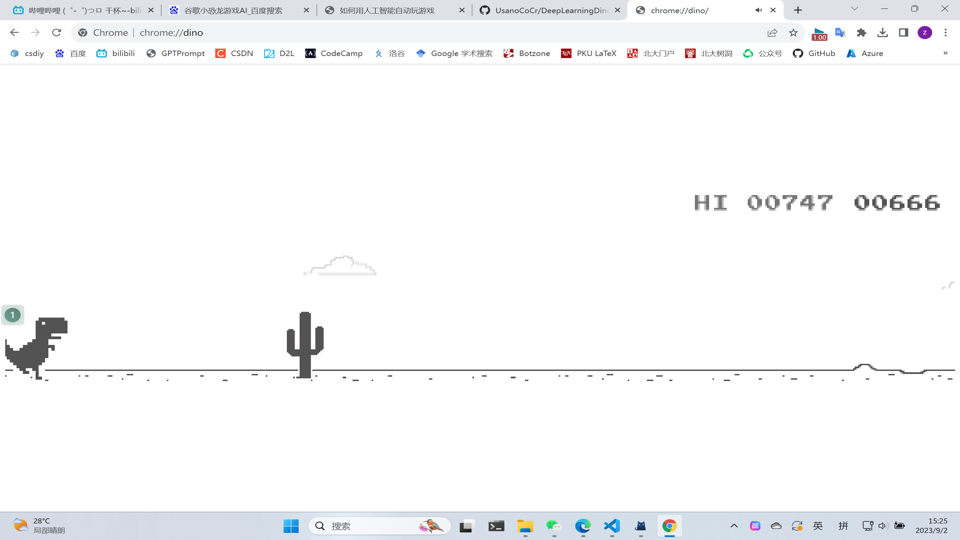 哔哩哔哩 (゜-゜)つロ 干杯~-bili
谷歌小恐龙游戏AI_百度搜索
如何用人工智能自动玩游戏
UsanoCoCr/DeepLearningDin
chrome://dino/
Chrome | chrome://dino
1.00
z
csdiy
百度
bilibili
GPTPrompt
CSDN
D2L
CodeCamp
洛谷
Google 学术搜索
Botzone
PKU LaTeX
北大门户
北大树洞
公众号
GitHub
Azure
»
HI 00747 00666
1
28°C
局部晴朗
搜索
英
拼
15:25
2023/9/2